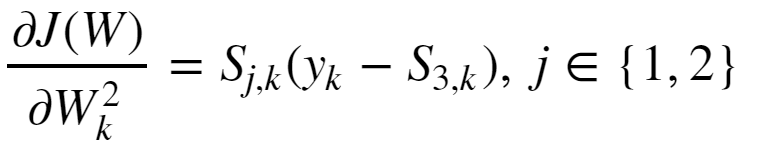 ∂J(W)/∂W_k^2 = S_{j,k}(y_k − S_{3,k}), j ∈ {1, 2}